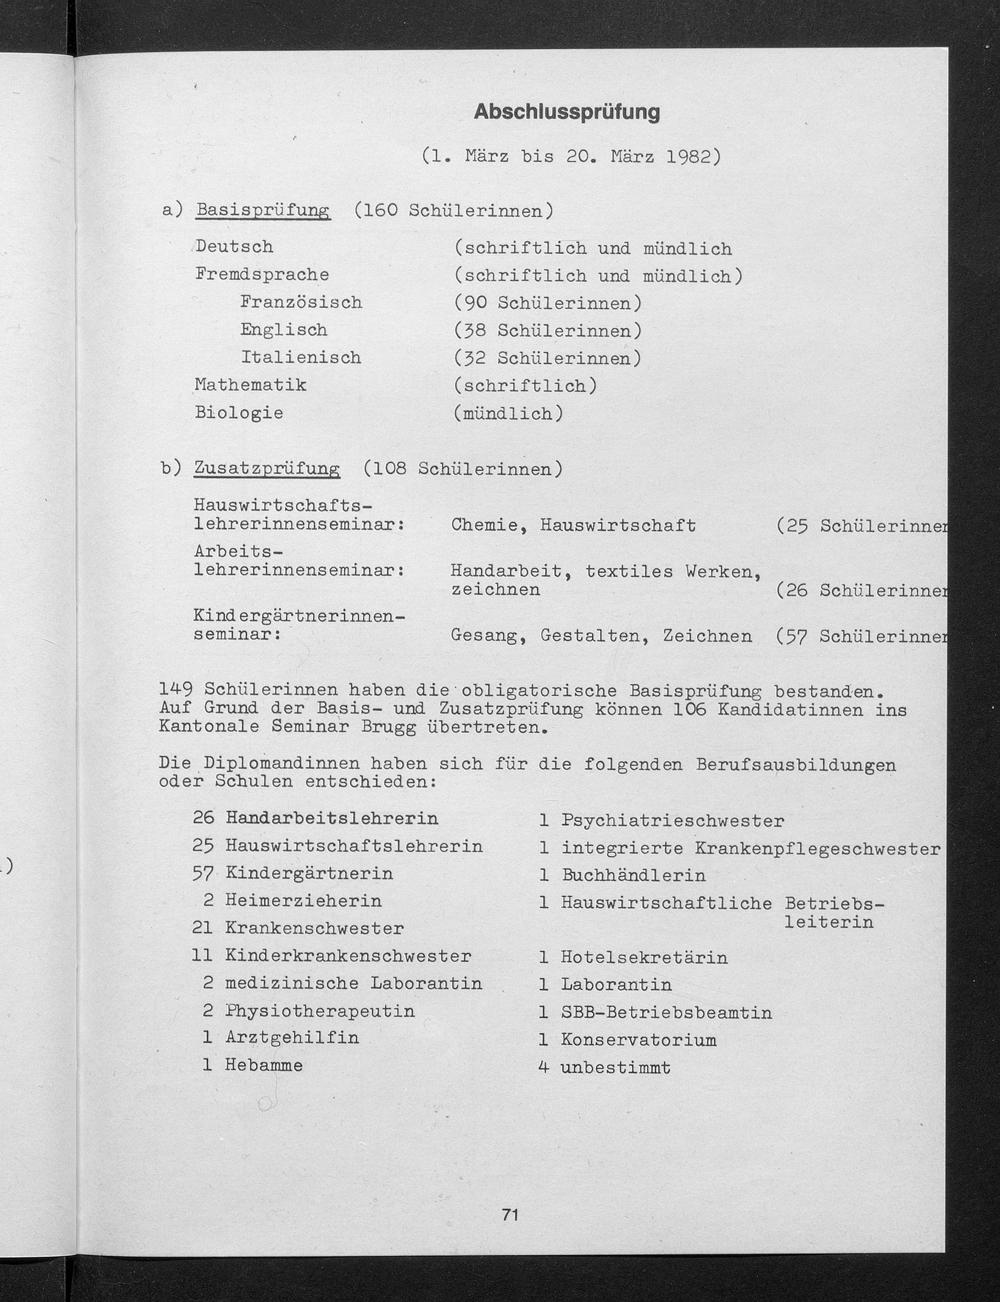 Abschlussprüfung
(1. März bis 20. März 1982)
a) Basisprüfung (160 Schülerinnen)
Deutsch (schriftlich und mündlich
Fremdsprache (schriftlich und mündlich)
Französisch (90 Schülerinnen)
Englisch (38 Schülerinnen)
Italienisch (32 Schülerinnen)
Mathematik (schriftlich)
Biologie (mündlich)
b) Zusatzprüfung (108 Schülerinnen)
Hauswirtschafts-
lehrerinnenseminar: Chemie, Hauswirtschaft (25 Schülerinnen
Arbeits-
lehrerinnenseminar: Handarbeit, textiles Werken,
zeichnen (26 Schülerinnen
Kindergärtnerinnen-
seminar: Gesang, Gestalten, Zeichnen (57 Schülerinnen
149 Schülerinnen haben die obligatorische Basisprüfung bestanden.
Auf Grund der Basis- und Zusatzprüfung können 106 Kandidatinnen ins
Kantonale Seminar Brugg übertreten.
Die Diplomandinnen haben sich für die folgenden Berufsausbildungen
oder Schulen entschieden:
26 Handarbeitslehrerin
25 Hauswirtschaftslehrerin
57 Kindergärtnerin
2 Heimerzieherin
21 Krankenschwester
11 Kinderkrankenschwester
2 medizinische Laborantin
2 Physiotherapeutin
1 Arztgehilfin
1 Hebamme
1 Psychiatrieschwester
1 integrierte Krankenpflegeschwester
1 Buchhändlerin
1 Hauswirtschaftliche Betriebs-
leiterin
1 Hotelsekretärin
1 Laborantin
1 SBB-Betriebsbeamtin
1 Konservatorium
4 unbestimmt
71